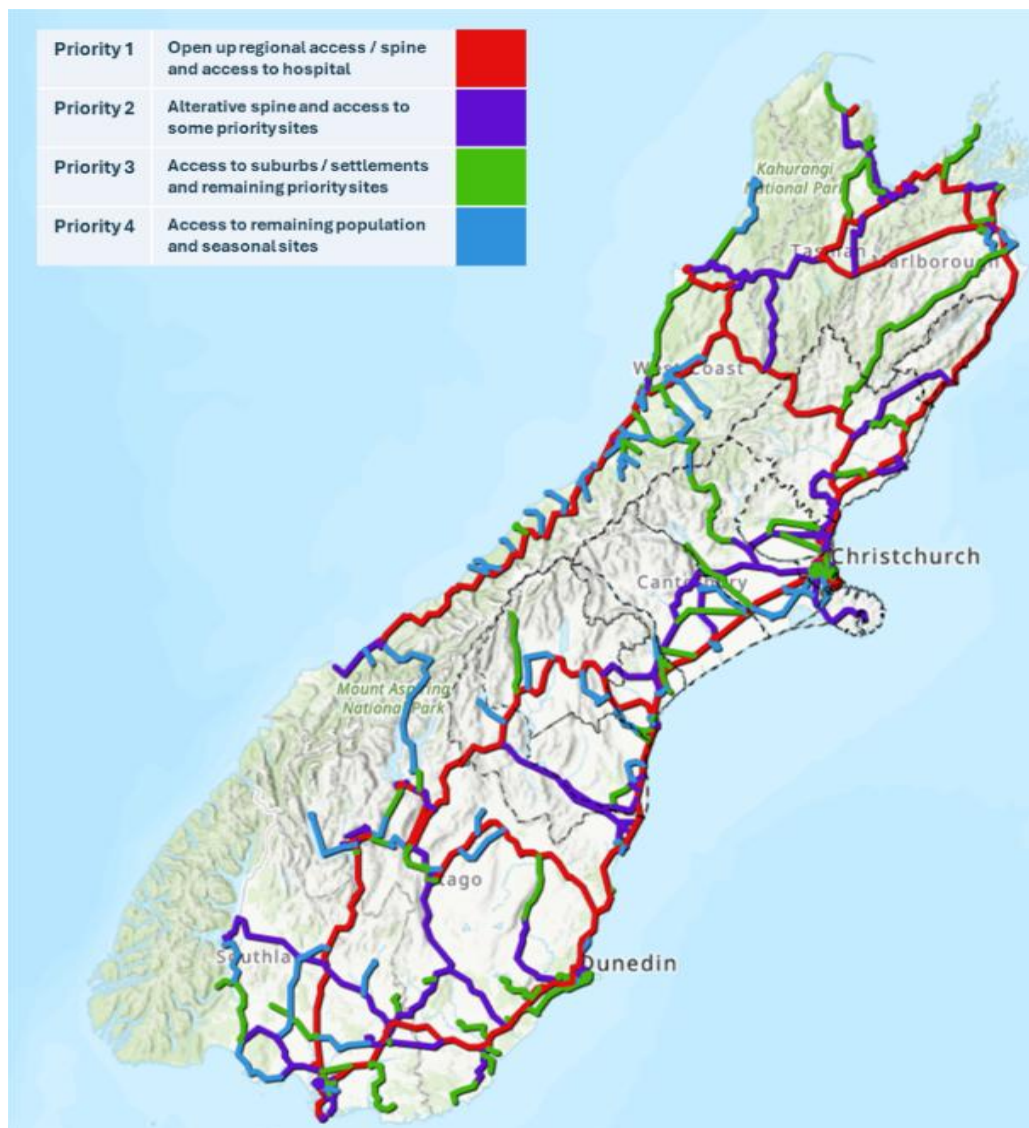 Priority 1
Open up regional access / spine
and access to hospital
Priority 2
Alterative spine and access to
some priority sites
Priority 3
Access to suburbs / settlements
and remaining priority sites
Priority 4
Access to remaining population
and seasonal sites
Kahurangi
National Park
Tasman
Marlborough
West Coast
Christchurch
Canterbury
Mount Aspiring
National Park
Otago
Southla
Dunedin